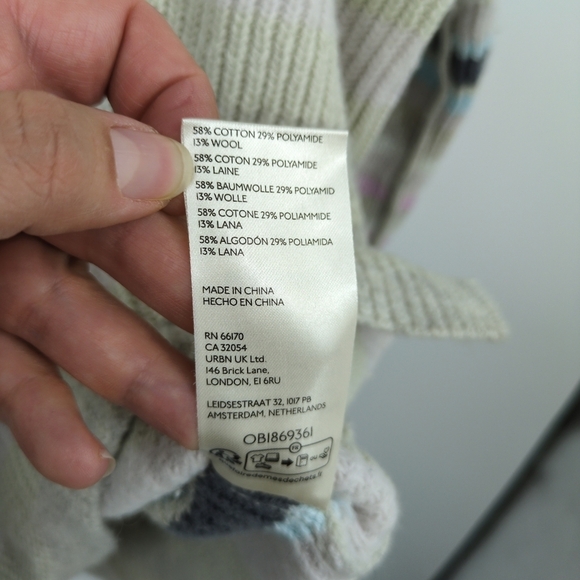 58% COTTON 29% POLYAMIDE
13% WOOL
58% COTON 29% POLYAMIDE
13% LAINE
58% BAUMWOLLE 29% POLYAMID
13% WOLLE
58% COTONE 29% POLIAMMIDE
13% LANA
58% ALGODÓN 29% POLIAMIDA
13% LANA
MADE IN CHINA
HECHO EN CHINA
RN 66170
CA 32054
URBN UK Ltd.
146 Brick Lane,
LONDON, E1 6RU
LEIDSESTRAAT 32, 1017 PB
AMSTERDAM, NETHERLANDS
OB1869361
FR